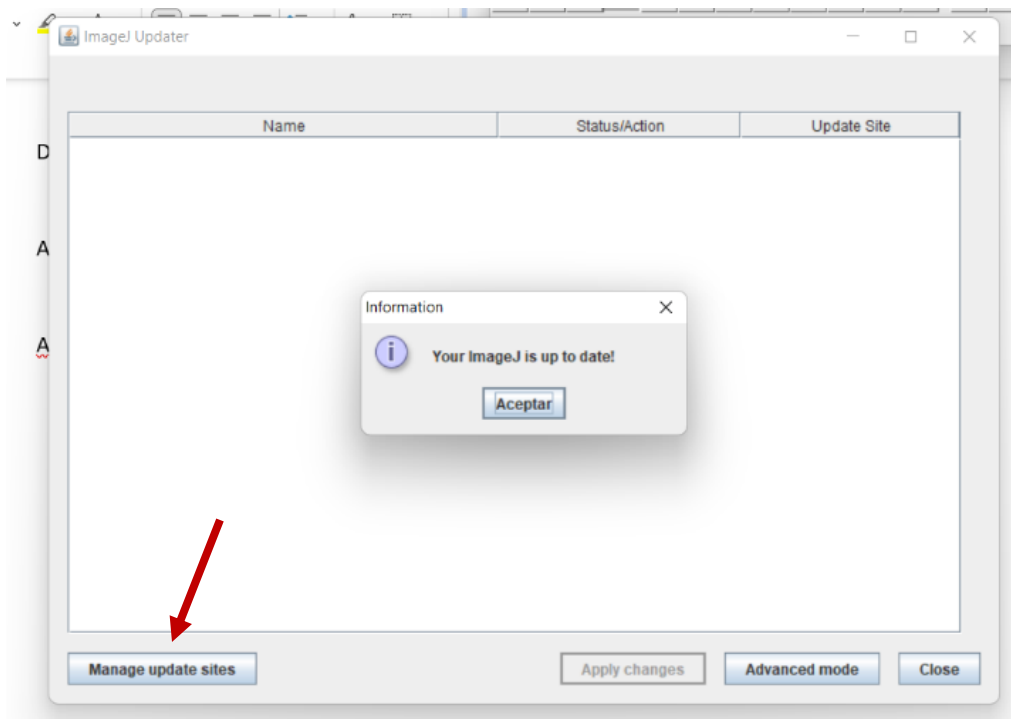 ImageJ Updater
D
Name Status/Action Update Site
A
Information
Your ImageJ is up to date!
A
Aceptar
Manage update sites Apply changes Advanced mode Close